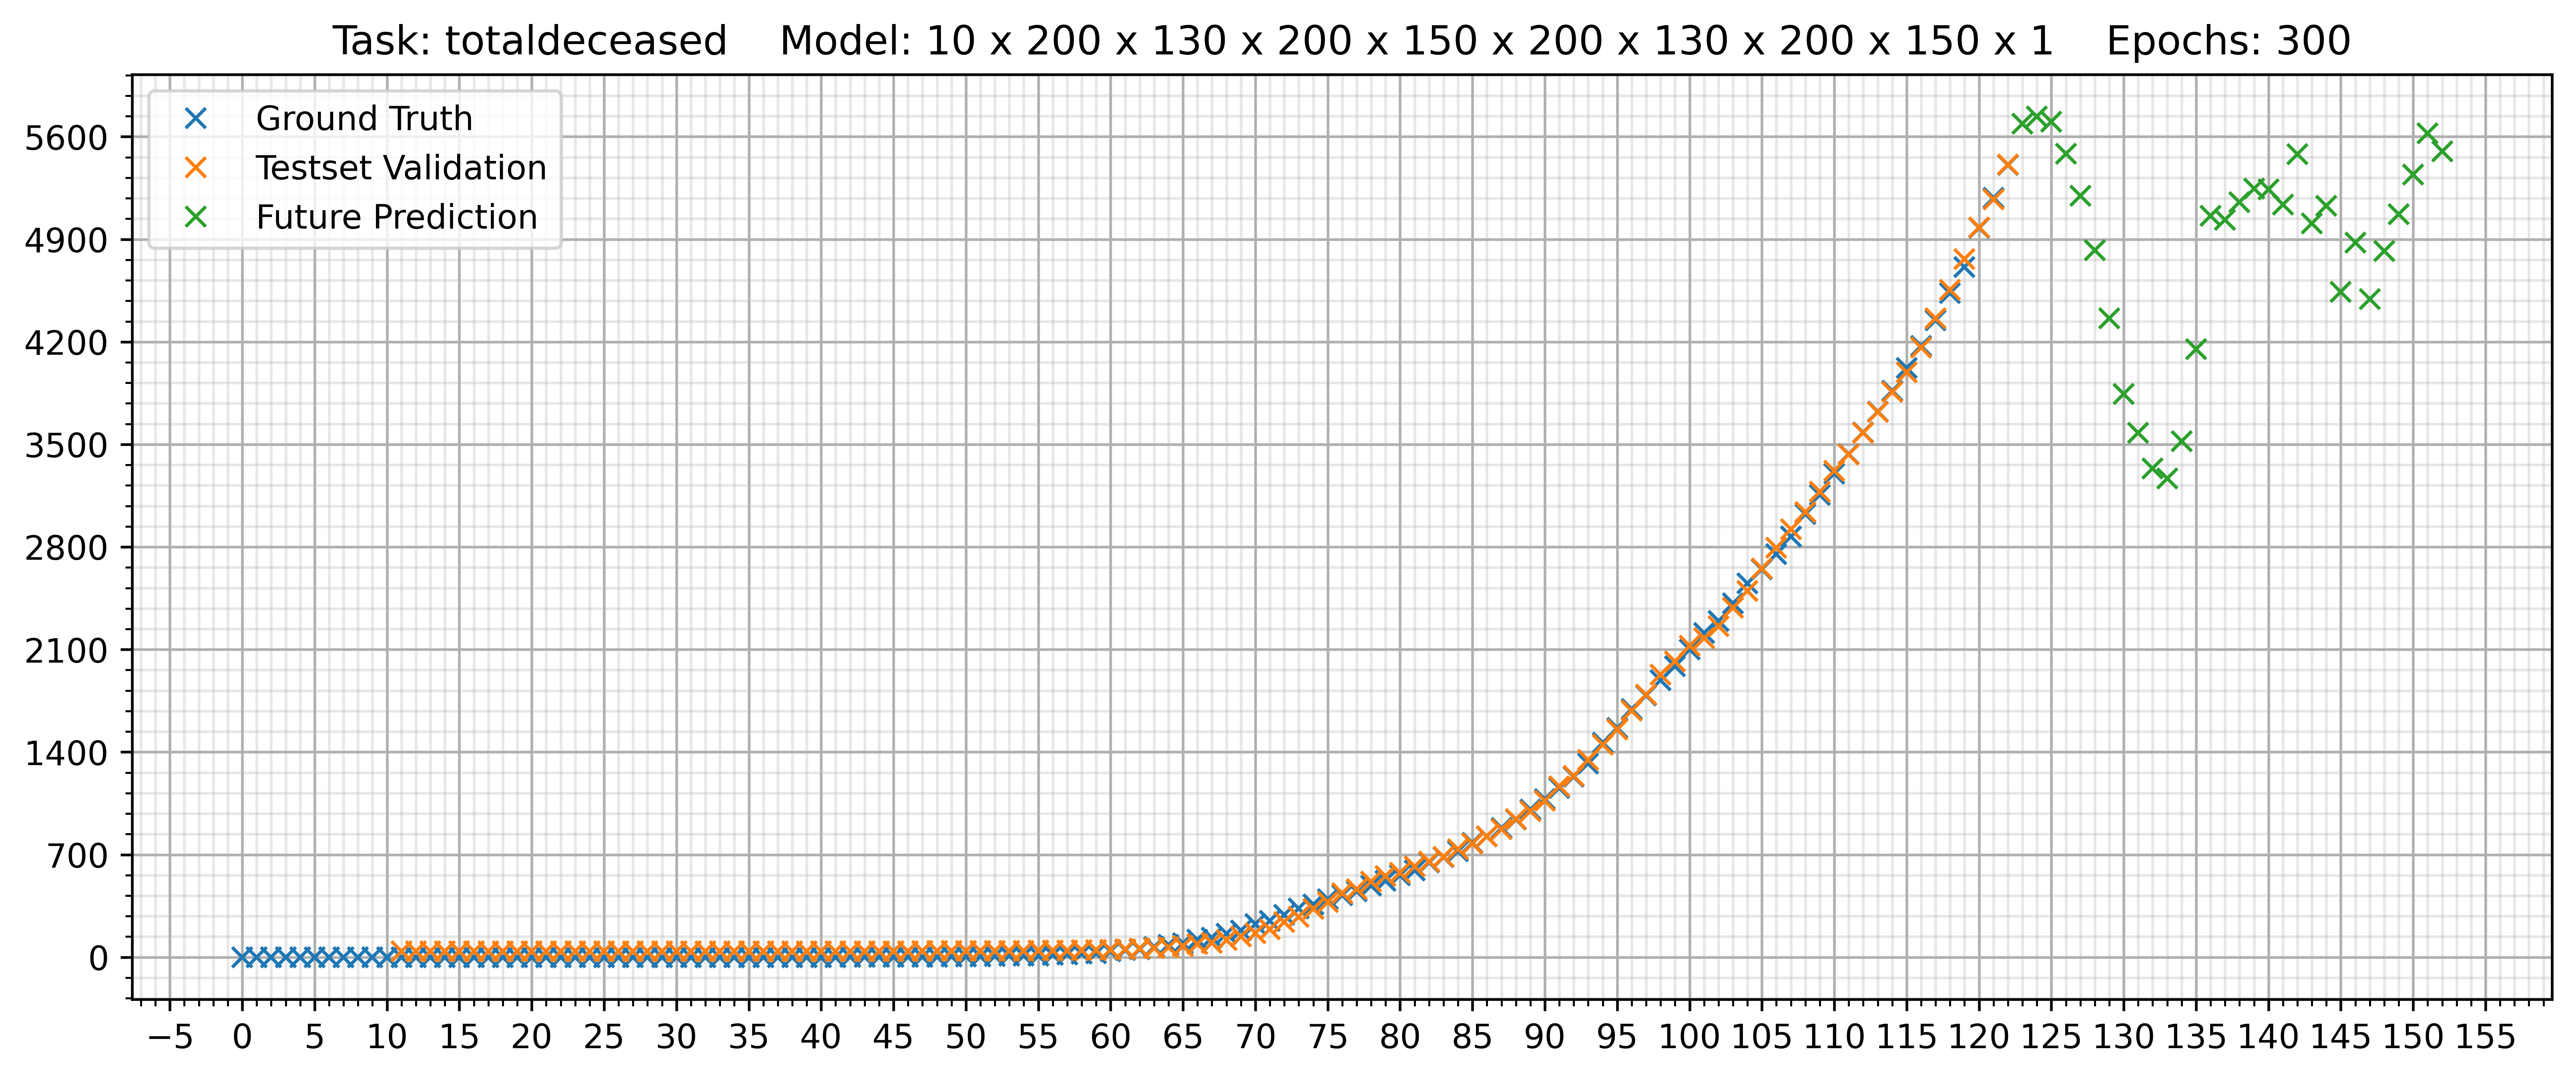 Task: totaldeceased    Model: 10 x 200 x 130 x 200 x 150 x 200 x 130 x 200 x 150 x 1    Epochs: 300
Ground Truth
Testset Validation
Future Prediction
5600
4900
4200
3500
2800
2100
1400
700
0
−5 0 5 10 15 20 25 30 35 40 45 50 55 60 65 70 75 80 85 90 95 100 105 110 115 120 125 130 135 140 145 150 155